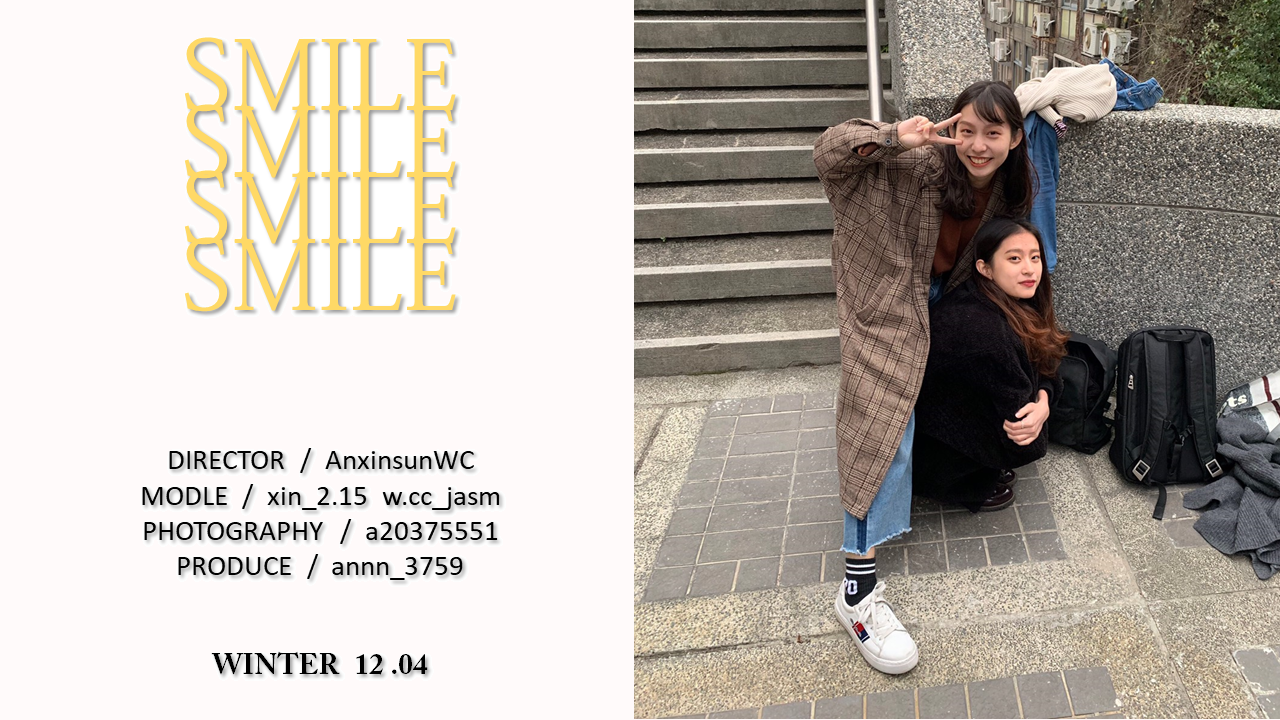 SMILE
SMILE
SMILE
SMILE
DIRECTOR / AnxinsunWC
MODLE / xin_2.15 w.cc_jasm
PHOTOGRAPHY / a20375551
PRODUCE / annn_3759
WINTER 12 .04